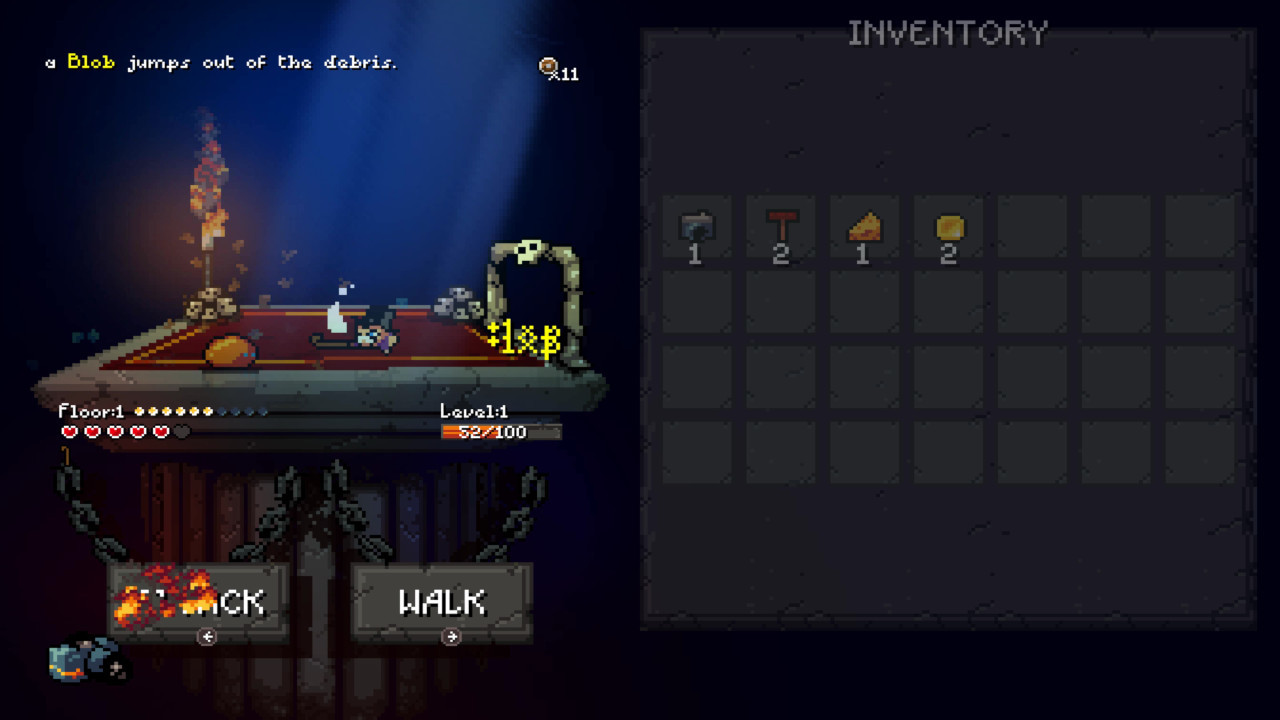 INVENTORY
a Blob jumps out of the debris.
x11
1 2 1 2
+1xp
Floor:1
Level:1
52/100
WALK